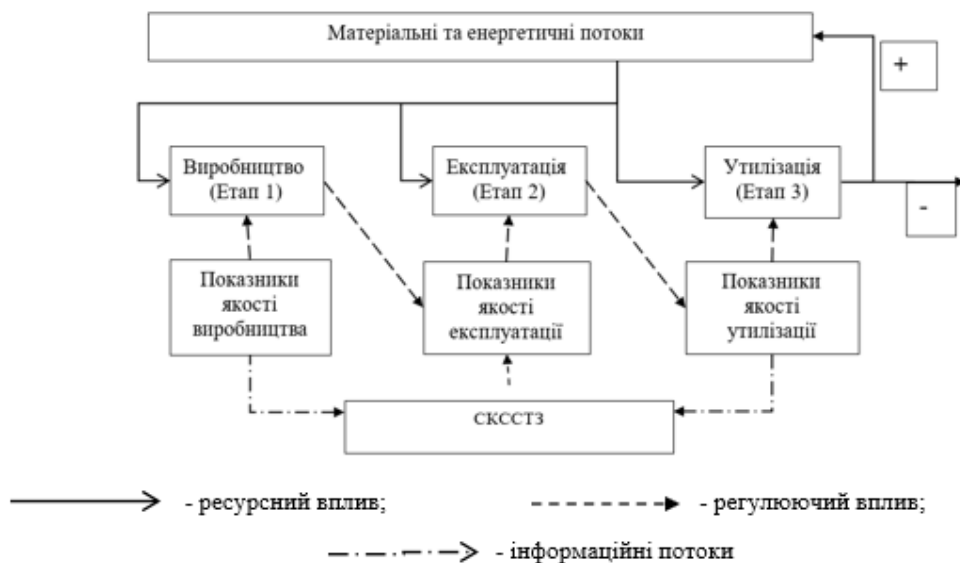 Матеріальні та енергетичні потоки
+
Виробництво
(Етап 1)
Експлуатація
(Етап 2)
Утилізація
(Етап 3)
-
Показники
якості
виробництва
Показники
якості
експлуатації
Показники
якості
утилізації
СКССТЗ
- ресурсний вплив;
- регулюючий вплив;
- інформаційні потоки